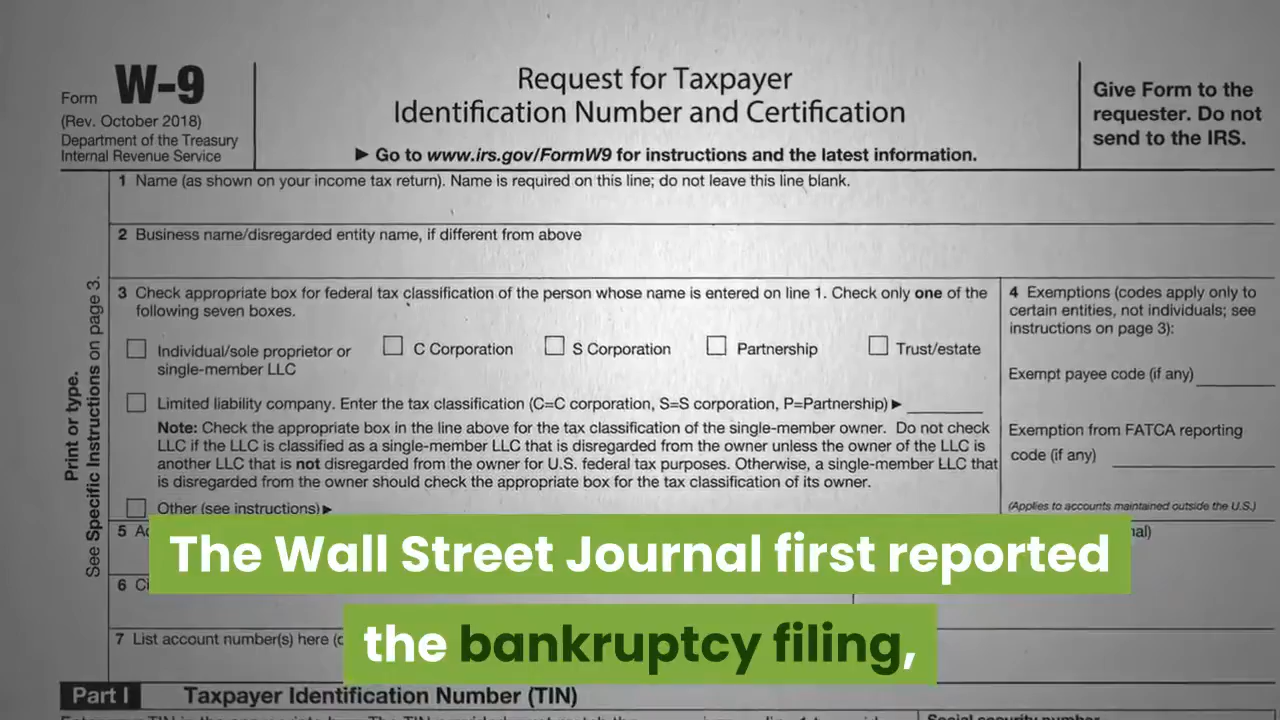 Form W-9
(Rev. October 2018)
Department of the Treasury
Internal Revenue Service
Request for Taxpayer
Identification Number and Certification
▶ Go to www.irs.gov/FormW9 for instructions and the latest information.
Give Form to the
requester. Do not
send to the IRS.
Print or type.
See Specific Instructions on page 3.
1 Name (as shown on your income tax return). Name is required on this line; do not leave this line blank.
2 Business name/disregarded entity name, if different from above
3 Check appropriate box for federal tax classification of the person whose name is entered on line 1. Check only one of the
following seven boxes.
Individual/sole proprietor or
single-member LLC
C Corporation
S Corporation
Partnership
Trust/estate
Limited liability company. Enter the tax classification (C=C corporation, S=S corporation, P=Partnership) ▶
Note: Check the appropriate box in the line above for the tax classification of the single-member owner. Do not check
LLC if the LLC is classified as a single-member LLC that is disregarded from the owner unless the owner of the LLC is
another LLC that is not disregarded from the owner for U.S. federal tax purposes. Otherwise, a single-member LLC that
is disregarded from the owner should check the appropriate box for the tax classification of its owner.
Other (see instructions) ▶
4 Exemptions (codes apply only to
certain entities, not individuals; see
instructions on page 3):
Exempt payee code (if any)
Exemption from FATCA reporting
code (if any)
(Applies to accounts maintained outside the U.S.)
5
6
7 List account number(s) here
The Wall Street Journal first reported
the bankruptcy filing,
Part I Taxpayer Identification Number (TIN)
Social security number